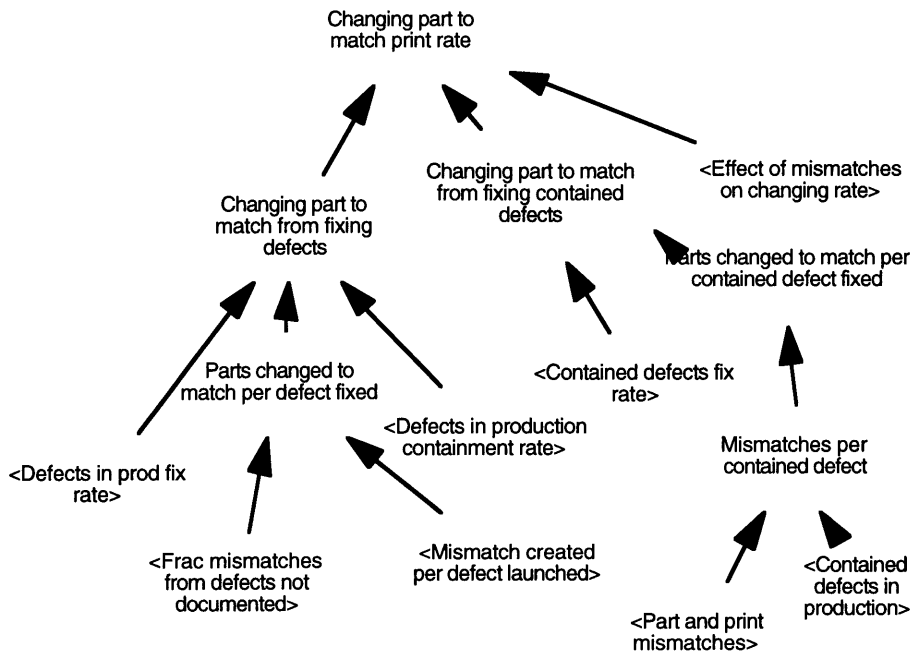 Changing part to
match print rate
Changing part to match
from fixing contained
defects
<Effect of mismatches
on changing rate>
Changing part to
match from fixing
defects
Parts changed to match per
contained defect fixed
Parts changed to
match per defect fixed
<Contained defects fix
rate>
<Defects in production
containment rate>
Mismatches per
contained defect
<Defects in prod fix
rate>
<Frac mismatches
from defects not
documented>
<Mismatch created
per defect launched>
<Contained
defects in
production>
<Part and print
mismatches>